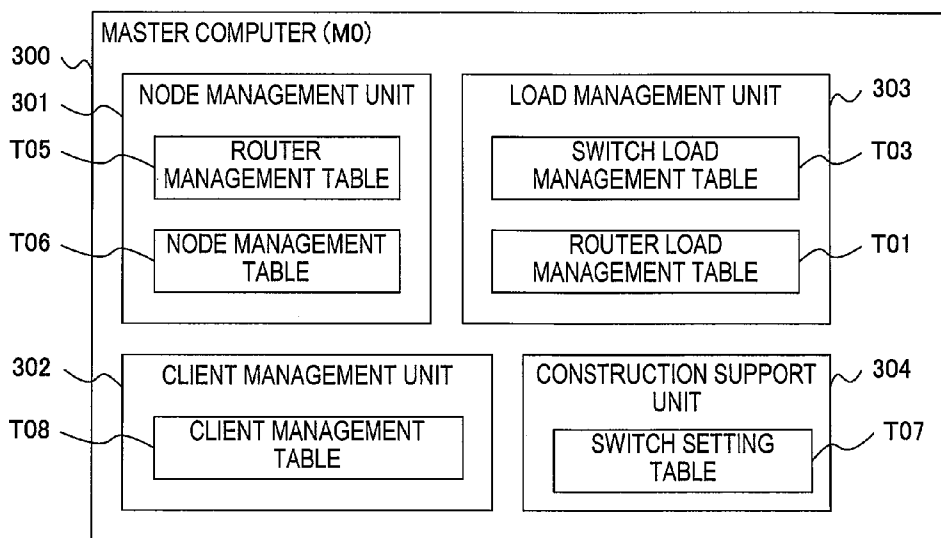 MASTER COMPUTER (M0)
300
301
NODE MANAGEMENT UNIT
T05
ROUTER
MANAGEMENT TABLE
T06
NODE MANAGEMENT
TABLE
LOAD MANAGEMENT UNIT
303
SWITCH LOAD
MANAGEMENT TABLE
T03
ROUTER LOAD
MANAGEMENT TABLE
T01
302
CLIENT MANAGEMENT UNIT
T08
CLIENT MANAGEMENT
TABLE
CONSTRUCTION SUPPORT
UNIT
304
SWITCH SETTING
TABLE
T07